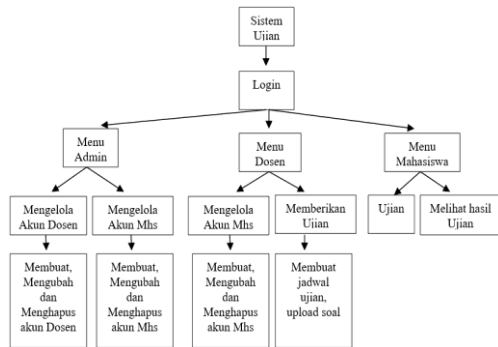 Sistem
Ujian
Login
Menu
Admin
Menu
Dosen
Menu
Mahasiswa
Mengelola
Akun Dosen
Mengelola
Akun Mhs
Mengelola
Akun Mhs
Memberikan
Ujian
Ujian
Melihat hasil
Ujian
Membuat,
Mengubah
dan
Menghapus
akun Dosen
Membuat,
Mengubah
dan
Menghapus
akun Mhs
Membuat,
Mengubah
dan
Menghapus
akun Mhs
Membuat
jadwal
ujian,
upload soal